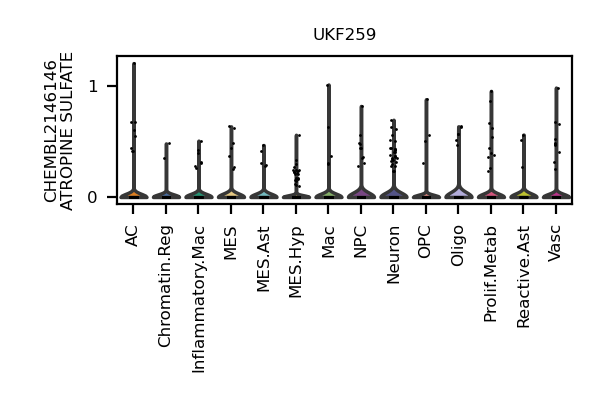 UKF259
CHEMBL2146146
ATROPINE SULFATE
1
0
AC
Chromatin.Reg
Inflammatory.Mac
MES
MES.Ast
MES.Hyp
Mac
NPC
Neuron
OPC
Oligo
Prolif.Metab
Reactive.Ast
Vasc